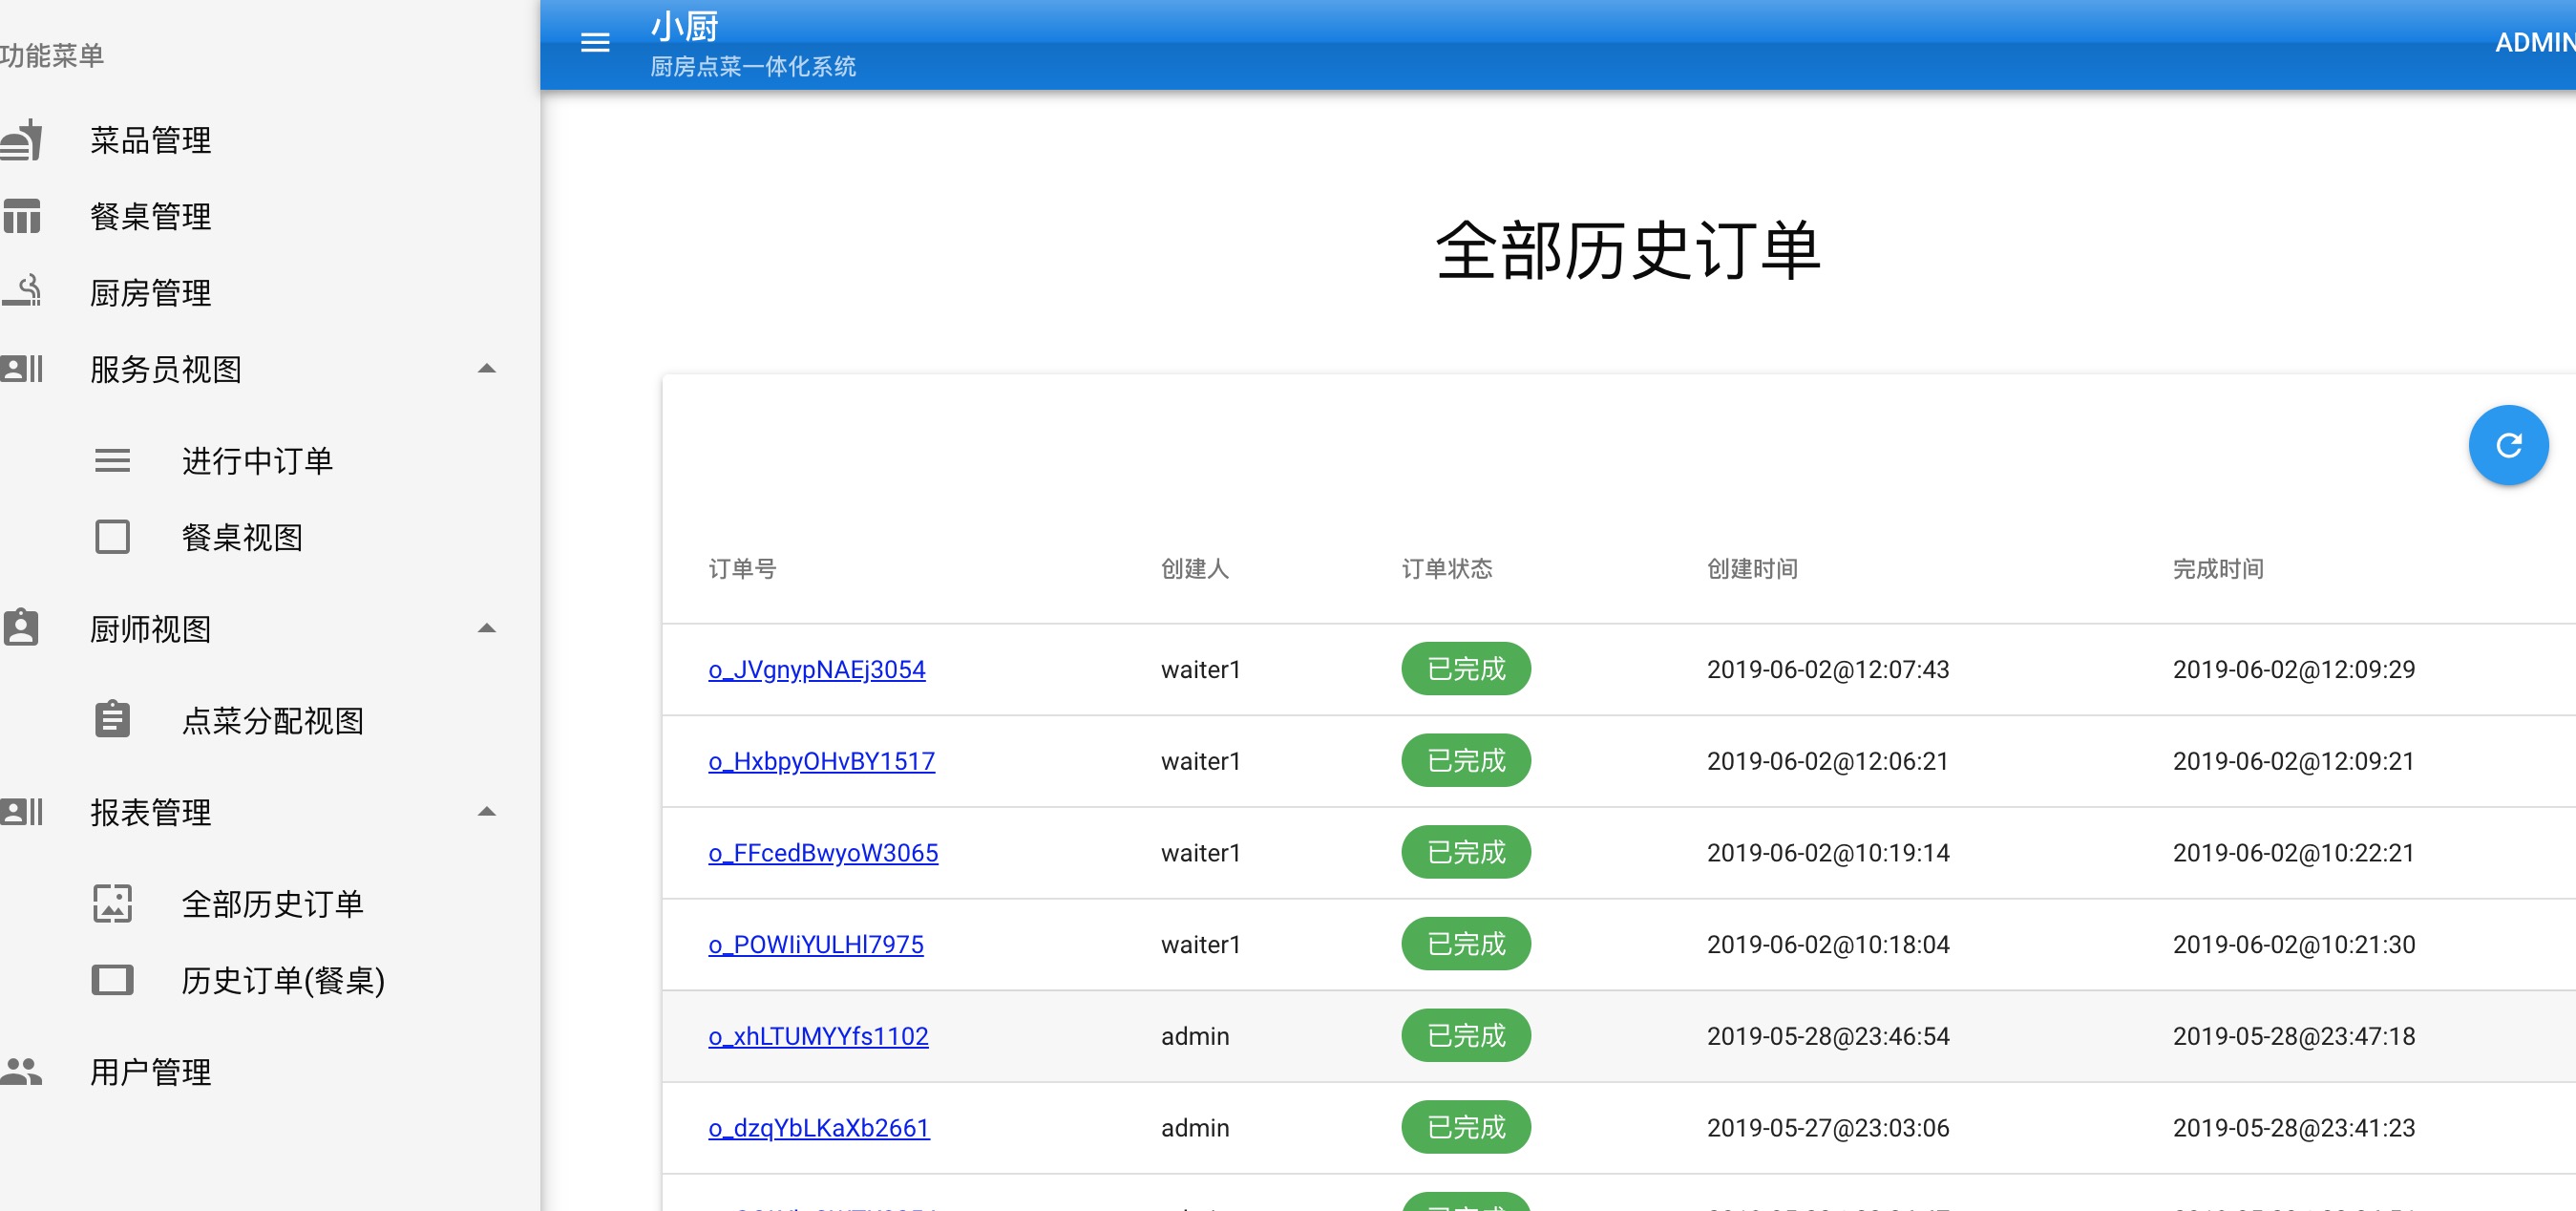 功能菜单
菜品管理
餐桌管理
厨房管理
服务员视图
进行中订单
餐桌视图
厨师视图
点菜分配视图
报表管理
全部历史订单
历史订单(餐桌)
用户管理
小厨
厨房点菜一体化系统
ADMIN
全部历史订单
订单号 创建人 订单状态 创建时间 完成时间
o_JVgnypNAEj3054 waiter1 已完成 2019-06-02@12:07:43 2019-06-02@12:09:29
o_HxbpyOHvBY1517 waiter1 已完成 2019-06-02@12:06:21 2019-06-02@12:09:21
o_FFcedBwyoW3065 waiter1 已完成 2019-06-02@10:19:14 2019-06-02@10:22:21
o_POWIiYULHl7975 waiter1 已完成 2019-06-02@10:18:04 2019-06-02@10:21:30
o_xhLTUMYYfs1102 admin 已完成 2019-05-28@23:46:54 2019-05-28@23:47:18
o_dzqYbLKaXb2661 admin 已完成 2019-05-27@23:03:06 2019-05-28@23:41:23